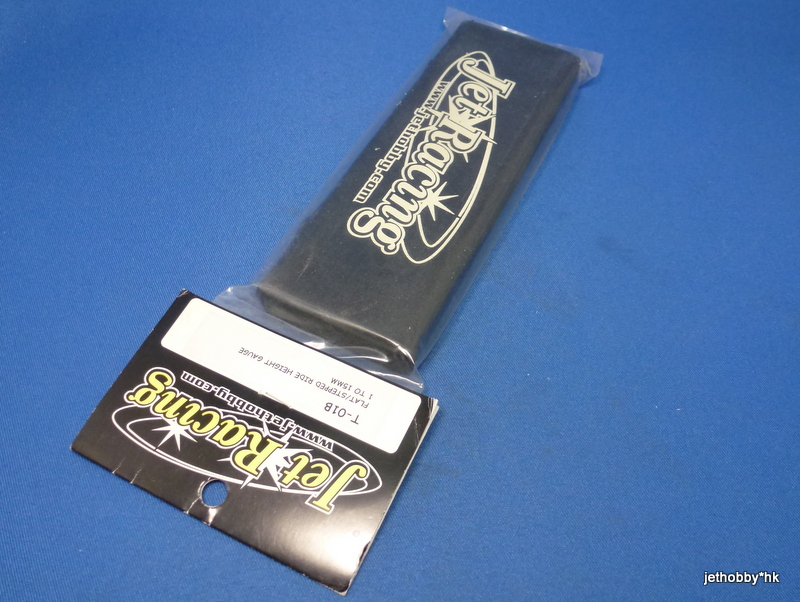 Jet Racing
www.jethobby.com
T-01B
FLAT/STEPPED RIDE HEIGHT GAUGE
1 TO 15MM
Jet Racing
www.jethobby.com
jethobby*hk